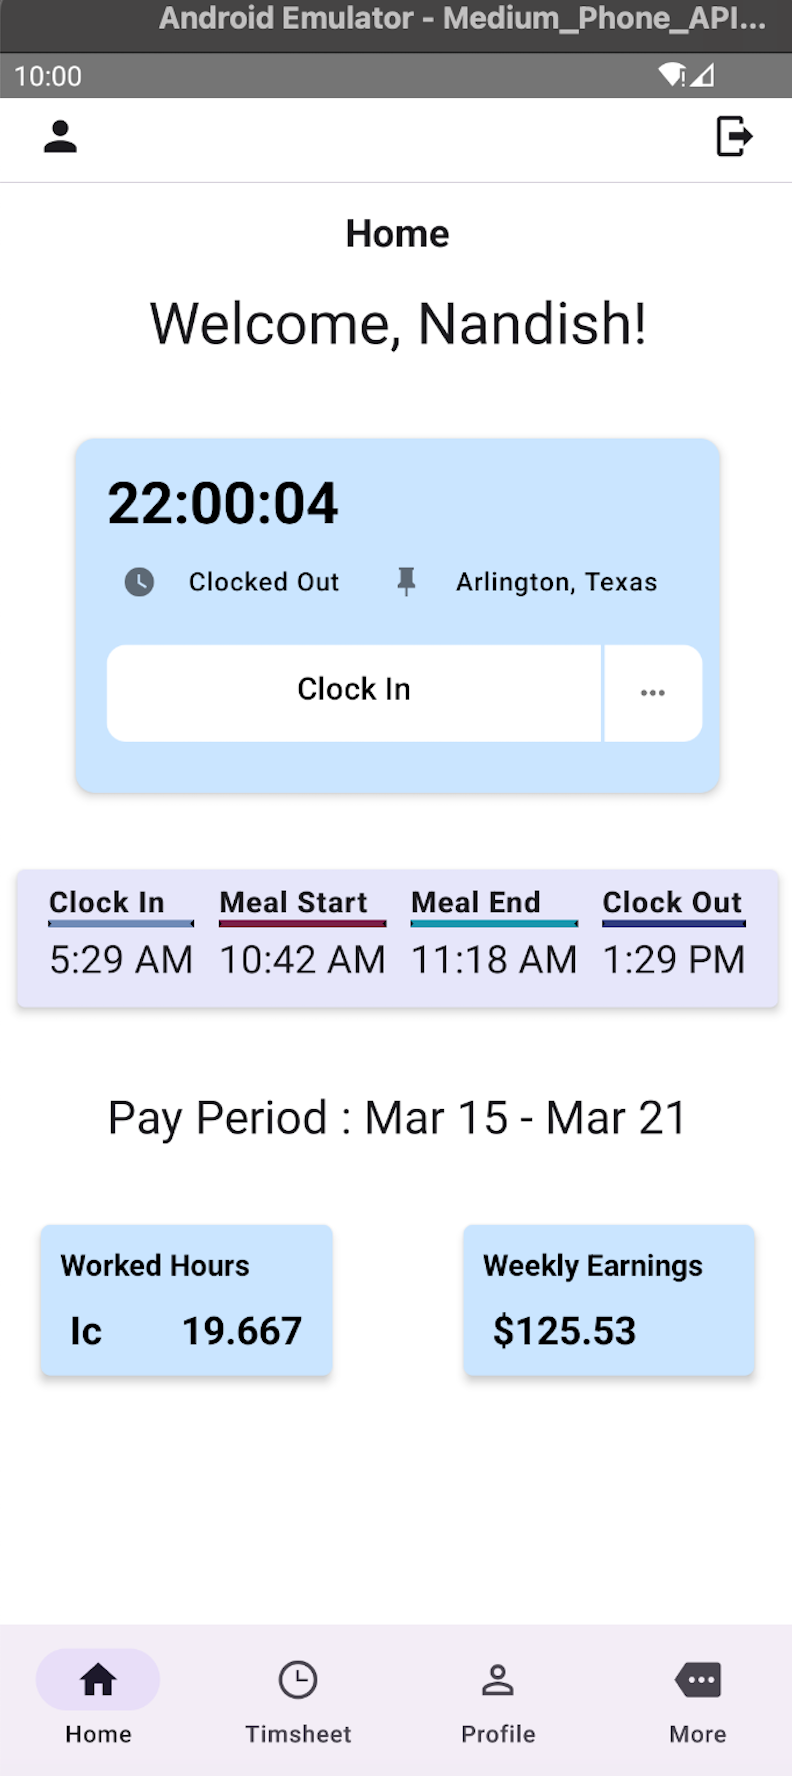 Android Emulator - Medium_Phone_API...
10:00
Home
Welcome, Nandish!
22:00:04
Clocked Out Arlington, Texas
Clock In ...
Clock In Meal Start Meal End Clock Out
5:29 AM 10:42 AM 11:18 AM 1:29 PM
Pay Period : Mar 15 - Mar 21
Worked Hours Weekly Earnings
Ic 19.667 $125.53
Home Timsheet Profile More